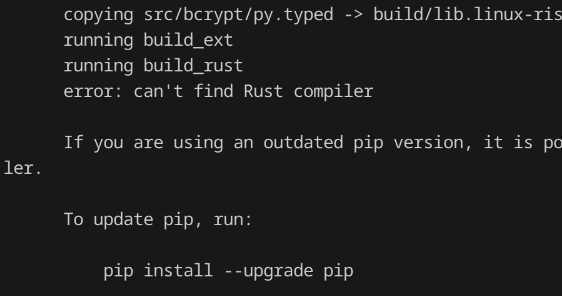 copying src/bcrypt/py.typed -> build/lib.linux-ris
running build_ext
running build_rust
error: can't find Rust compiler
If you are using an outdated pip version, it is po
ler.
To update pip, run:
pip install --upgrade pip